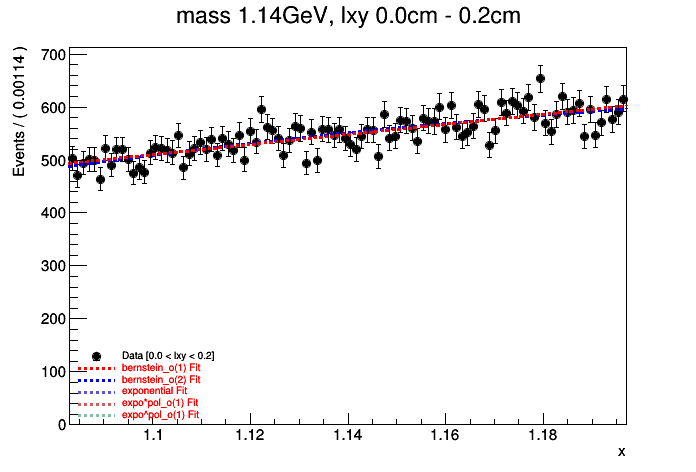 mass 1.14GeV, lxy 0.0cm - 0.2cm
Events / ( 0.00114 )
700
600
500
400
300
200
100
0
Data [0.0 < lxy < 0.2]
bernstein_o(1) Fit
bernstein_o(2) Fit
exponential Fit
expo*pol_o(1) Fit
expo^pol_o(1) Fit
1.1
1.12
1.14
1.16
1.18
x